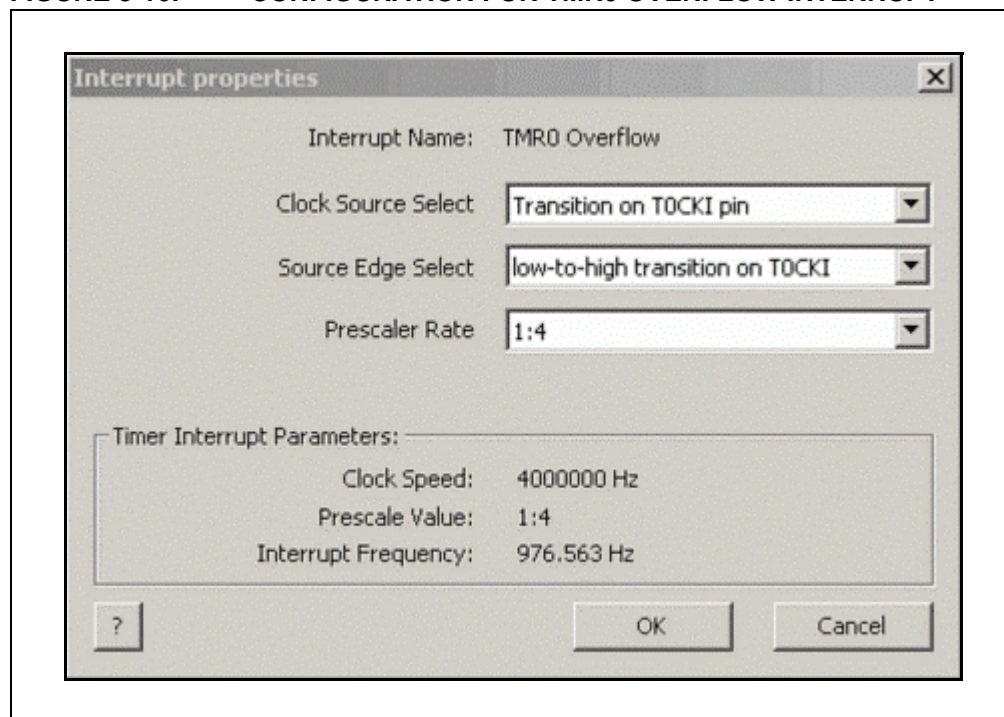 Interrupt properties
Interrupt Name: TMR0 Overflow
Clock Source Select Transition on T0CKI pin
Source Edge Select low-to-high transition on T0CKI
Prescaler Rate 1:4
Timer Interrupt Parameters:
Clock Speed: 4000000 Hz
Prescale Value: 1:4
Interrupt Frequency: 976.563 Hz
? OK Cancel